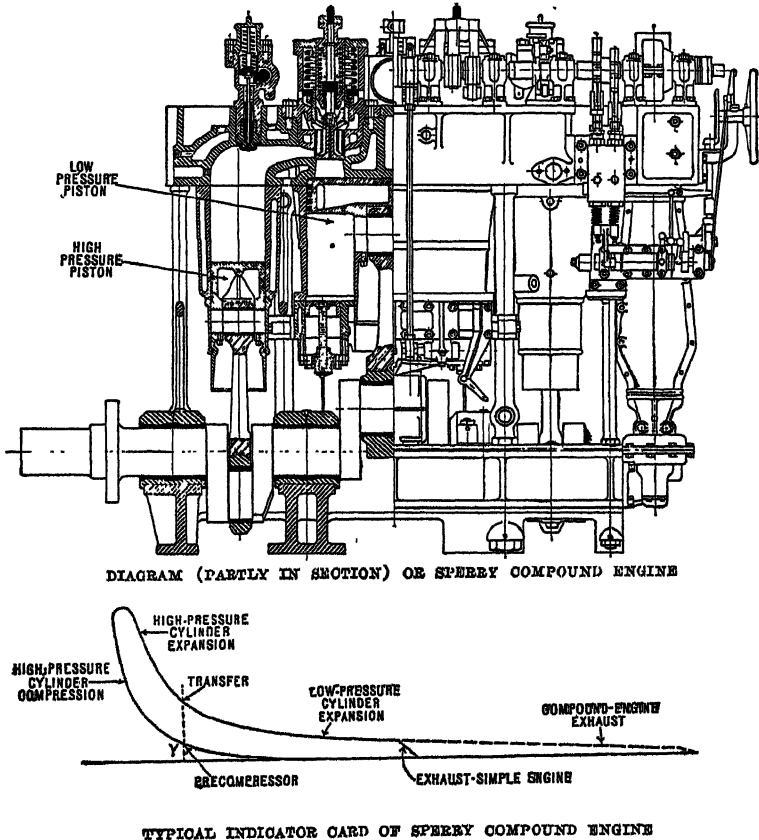 LOW
PRESSURE
PISTON
HIGH
PRESSURE
PISTON
DIAGRAM (PARTLY IN SECTION) OR SPERRY COMPOUND ENGINE
HIGH-PRESSURE
CYLINDER
EXPANSION
HIGH-PRESSURE
CYLINDER
COMPRESSION
TRANSFER
LOW-PRESSURE
CYLINDER
EXPANSION
COMPOUND-ENGINE
EXHAUST
Y
PRECOMPRESSOR
EXHAUST-SIMPLE ENGINE
TYPICAL INDICATOR CARD OF SPERRY COMPOUND ENGINE